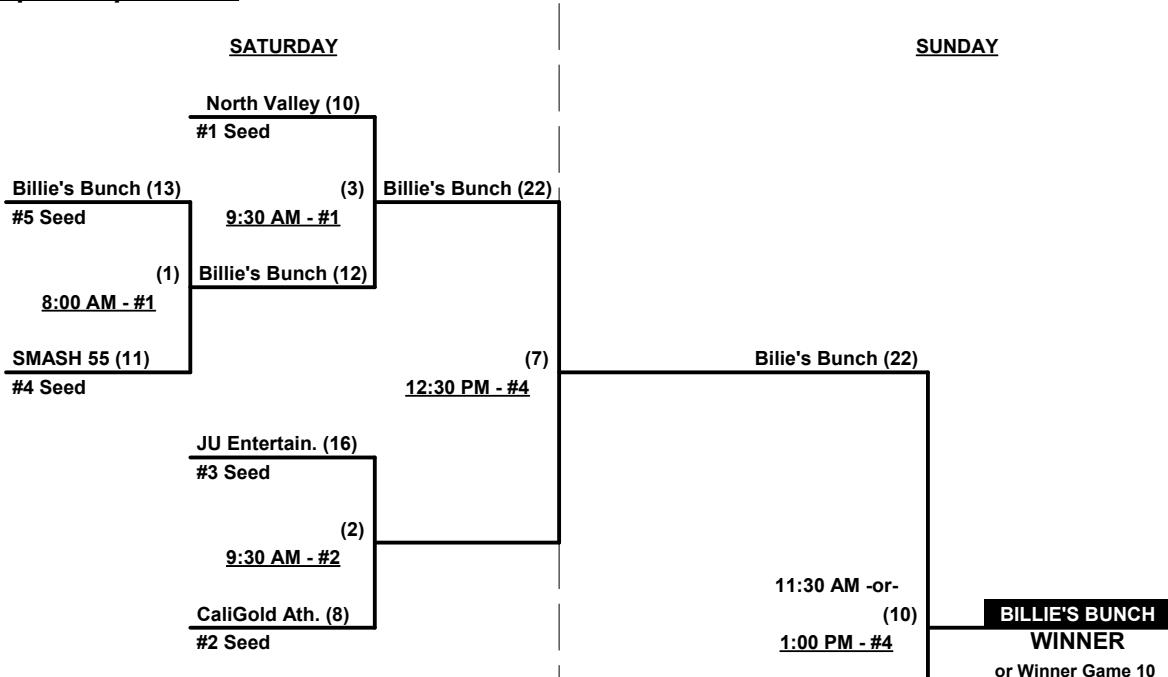 SATURDAY
SUNDAY
North Valley (10)
#1 Seed
Billie's Bunch (13)
(3)
Billie's Bunch (22)
#5 Seed
9:30 AM - #1
(1)
Billie's Bunch (12)
8:00 AM - #1
SMASH 55 (11)
(7)
Bilie's Bunch (22)
#4 Seed
12:30 PM - #4
JU Entertain. (16)
#3 Seed
(2)
9:30 AM - #2
11:30 AM -or-
CaliGold Ath. (8)
(10)
BILLIE'S BUNCH
#2 Seed
1:00 PM - #4
WINNER
or Winner Game 10